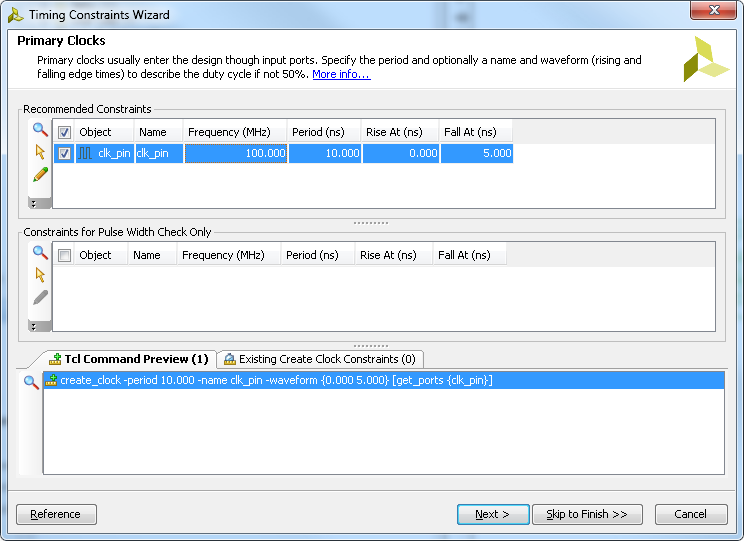 Timing Constraints Wizard
Primary Clocks
Primary clocks usually enter the design though input ports. Specify the period and optionally a name and waveform (rising and
falling edge times) to describe the duty cycle if not 50%. More info...
Recommended Constraints
Object Name Frequency (MHz) Period (ns) Rise At (ns) Fall At (ns)
clk_pin clk_pin 100.000 10.000 0.000 5.000
Constraints for Pulse Width Check Only
Object Name Frequency (MHz) Period (ns) Rise At (ns) Fall At (ns)
Tcl Command Preview (1) Existing Create Clock Constraints (0)
create_clock -period 10.000 -name clk_pin -waveform {0.000 5.000} [get_ports {clk_pin}]
Reference Next > Skip to Finish >> Cancel